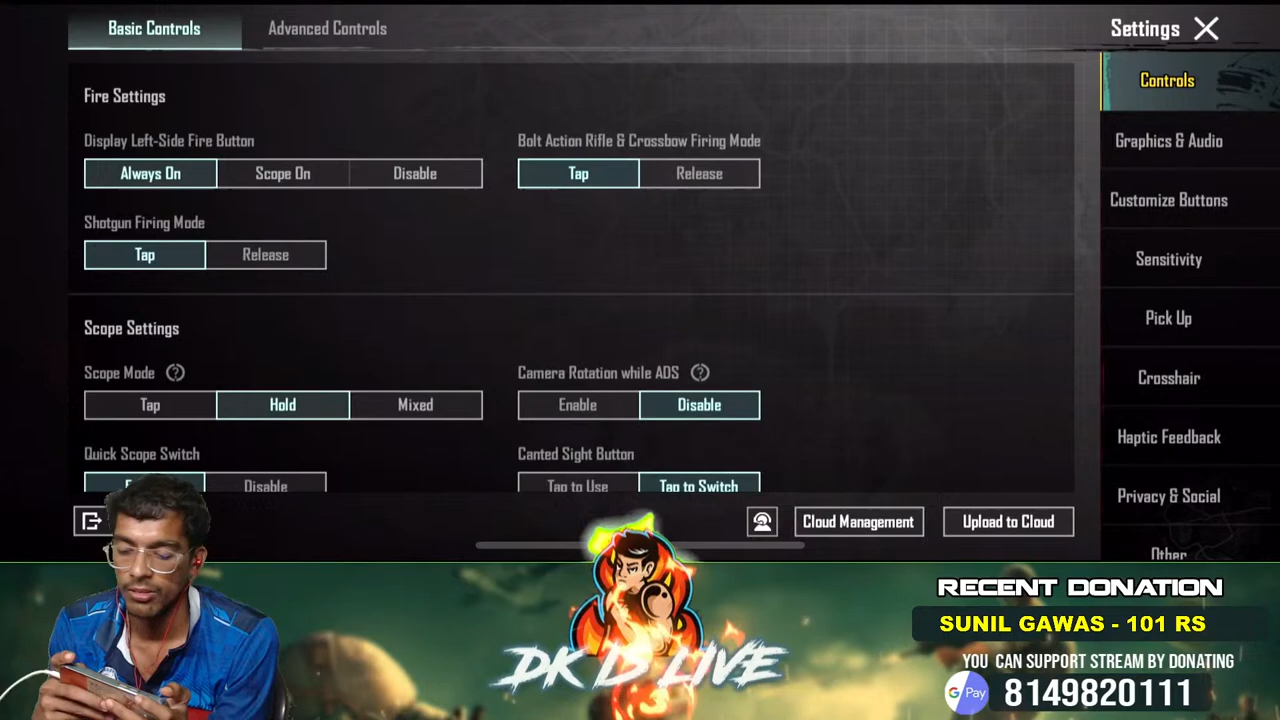 Basic Controls
Advanced Controls
Settings
Controls
Fire Settings
Display Left-Side Fire Button
Bolt Action Rifle & Crossbow Firing Mode
Always On
Scope On
Disable
Tap
Release
Shotgun Firing Mode
Tap
Release
Scope Settings
Scope Mode ?
Camera Rotation while ADS ?
Tap
Hold
Mixed
Enable
Disable
Quick Scope Switch
Canted Sight Button
Disable
Tap to Use
Tap to Switch
Cloud Management
Upload to Cloud
Graphics & Audio
Customize Buttons
Sensitivity
Pick Up
Crosshair
Haptic Feedback
Privacy & Social
Other
DK IS LIVE
RECENT DONATION
SUNIL GAWAS - 101 RS
YOU CAN SUPPORT STREAM BY DONATING
G Pay
8149820111